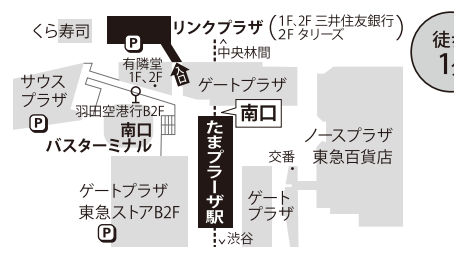 くら寿司
P
リンクプラザ
1F、2F 三井住友銀行
2F タリーズ
中央林間
有隣堂
1F、2F
入口
ゲートプラザ
サウス
プラザ
P
羽田空港行B2F
南口
バスターミナル
南口
たまプラーザ駅
交番
ノースプラザ
東急百貨店
ゲートプラザ
東急ストアB2F
P
ゲート
プラザ
渋谷